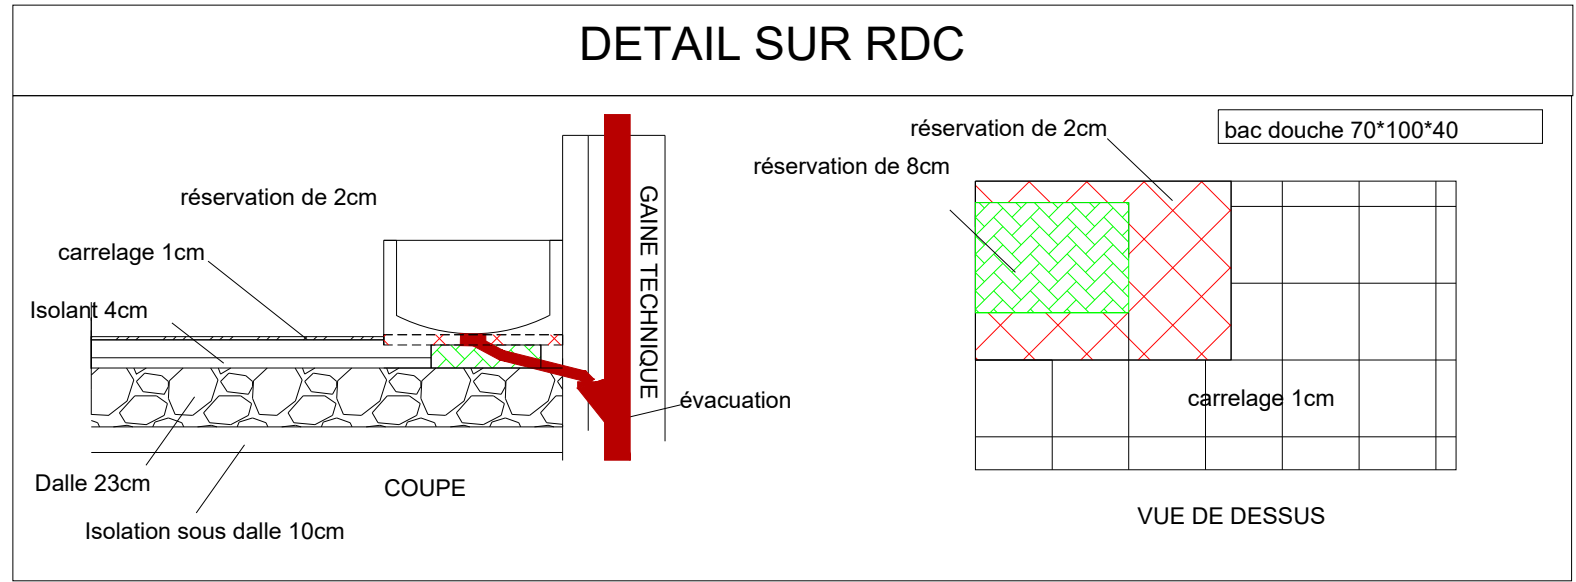 DETAIL SUR RDC
réservation de 2cm
carrelage 1cm
Isolant 4cm
Dalle 23cm
Isolation sous dalle 10cm
COUPE
GAINE TECHNIQUE
évacuation
réservation de 2cm
réservation de 8cm
bac douche 70*100*40
carrelage 1cm
VUE DE DESSUS